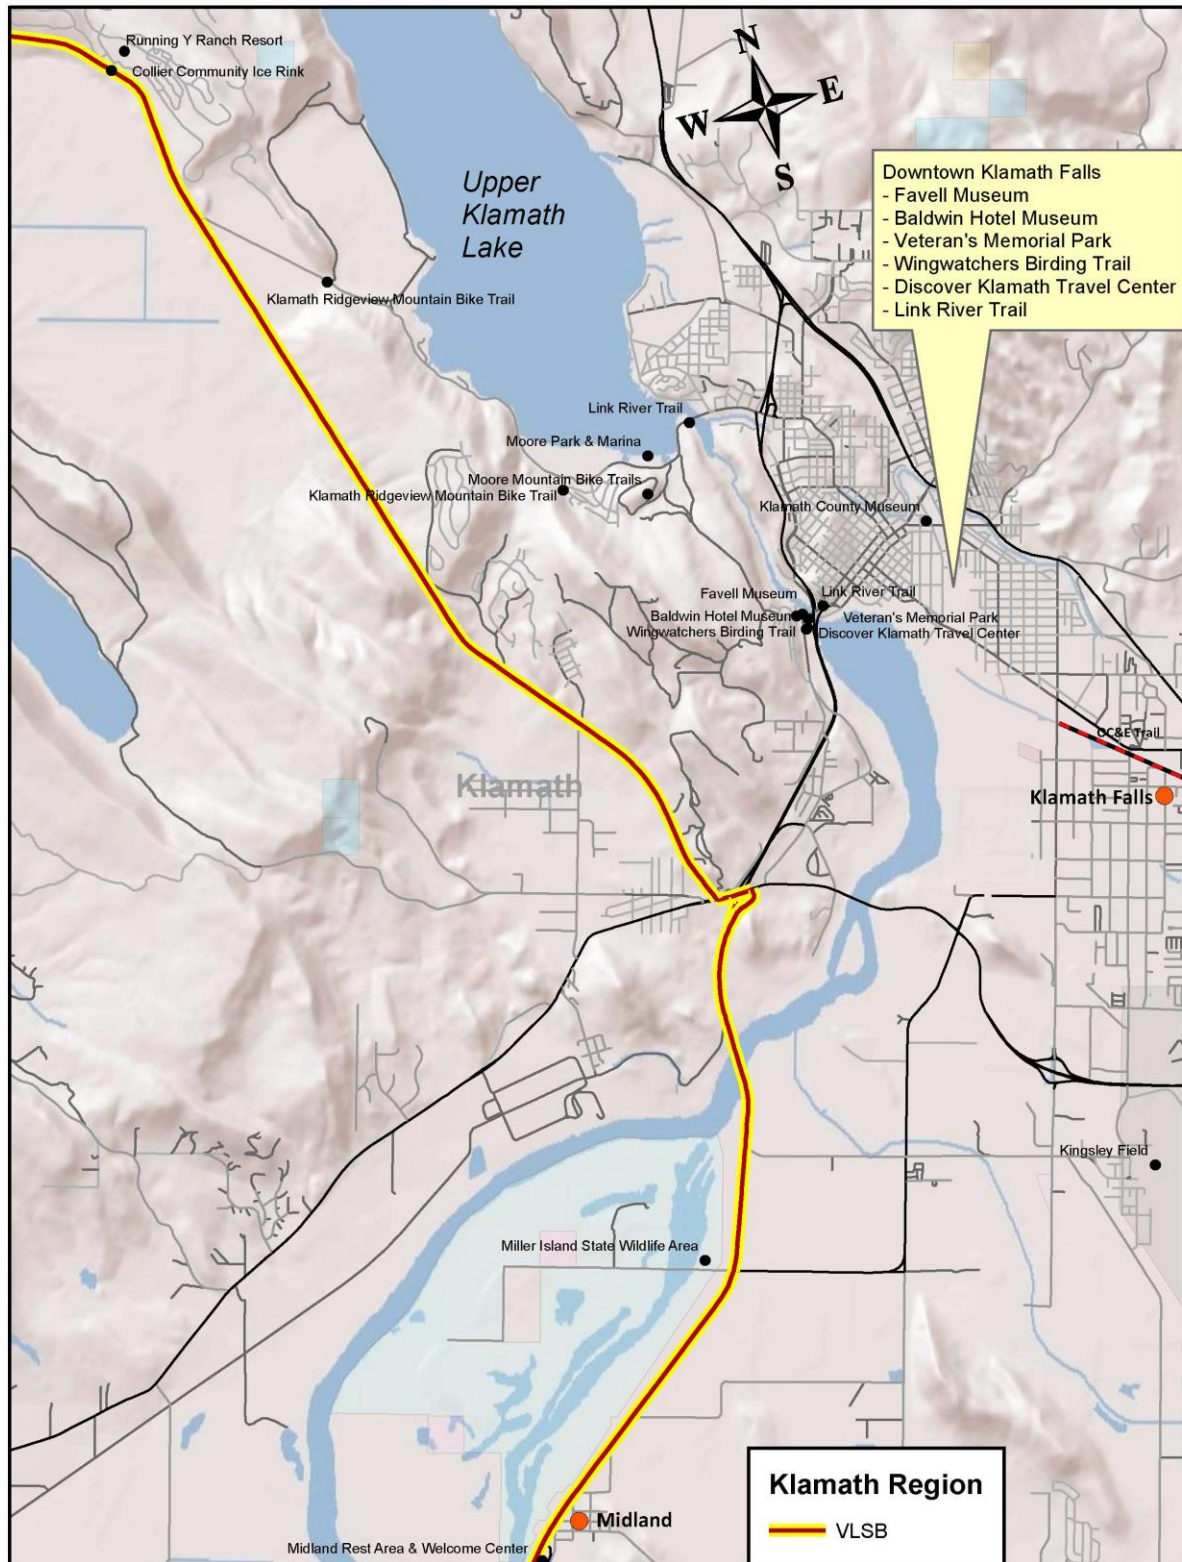 Running Y Ranch Resort
Collier Community Ice Rink
N
E
W
S
Upper
Klamath
Lake
Downtown Klamath Falls
- Favell Museum
- Baldwin Hotel Museum
- Veteran's Memorial Park
- Wingwatchers Birding Trail
- Discover Klamath Travel Center
- Link River Trail
Klamath Ridgeview Mountain Bike Trail
Link River Trail
Moore Park & Marina
Moore Mountain Bike Trails
Klamath Ridgeview Mountain Bike Trail
Klamath County Museum
Favell Museum
Link River Trail
Baldwin Hotel Museum
Veteran's Memorial Park
Wingwatchers Birding Trail
Discover Klamath Travel Center
OC&E Trail
Klamath
Klamath Falls
Kingsley Field
Miller Island State Wildlife Area
Klamath Region
VLSB
Midland
Midland Rest Area & Welcome Center